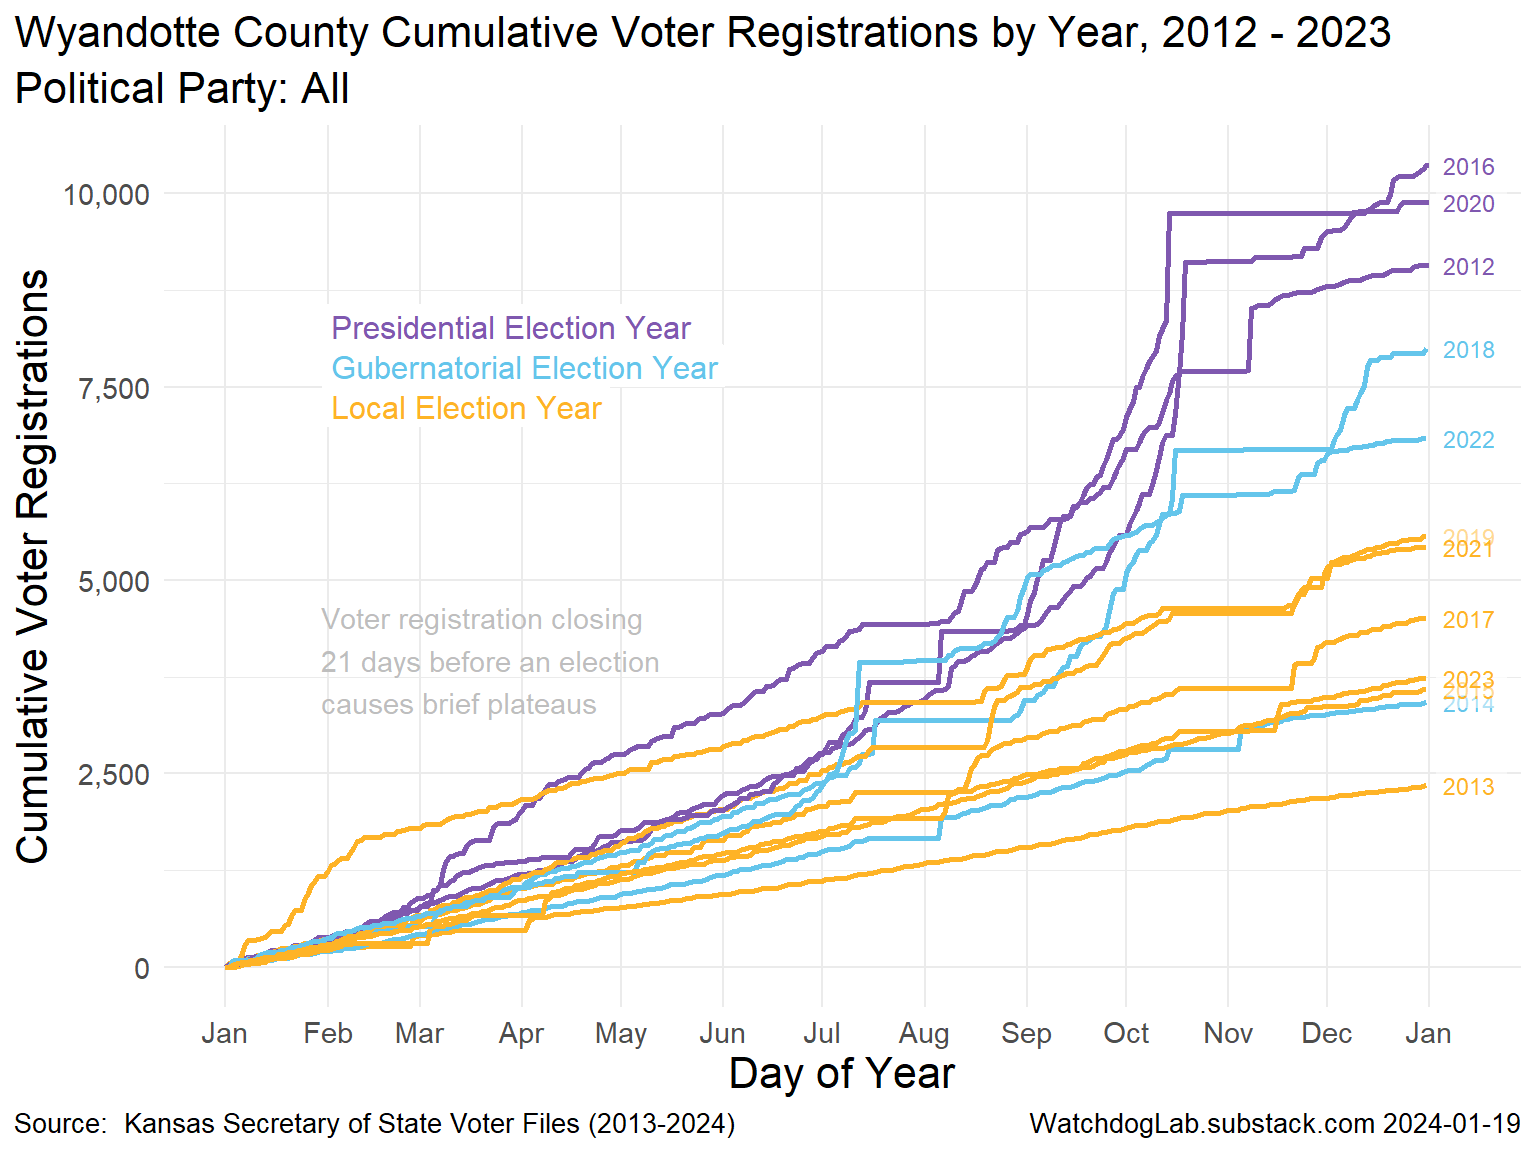 Wyandotte County Cumulative Voter Registrations by Year, 2012 - 2023
Political Party: All
Cumulative Voter Registrations
10,000
7,500
5,000
2,500
0
Presidential Election Year
Gubernatorial Election Year
Local Election Year
Voter registration closing
21 days before an election
causes brief plateaus
2016
2020
2012
2018
2022
2019
2021
2017
2023
2014
2013
Jan Feb Mar Apr May Jun Jul Aug Sep Oct Nov Dec Jan
Day of Year
Source:  Kansas Secretary of State Voter Files (2013-2024)
WatchdogLab.substack.com 2024-01-19